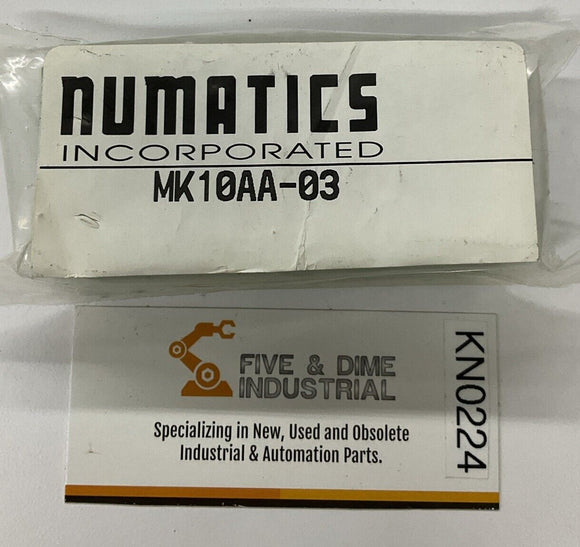 NUMATICS
INCORPORATED
MK10AA-03
FIVE & DIME
INDUSTRIAL
Specializing in New, Used and Obsolete
Industrial & Automation Parts.
KN0224